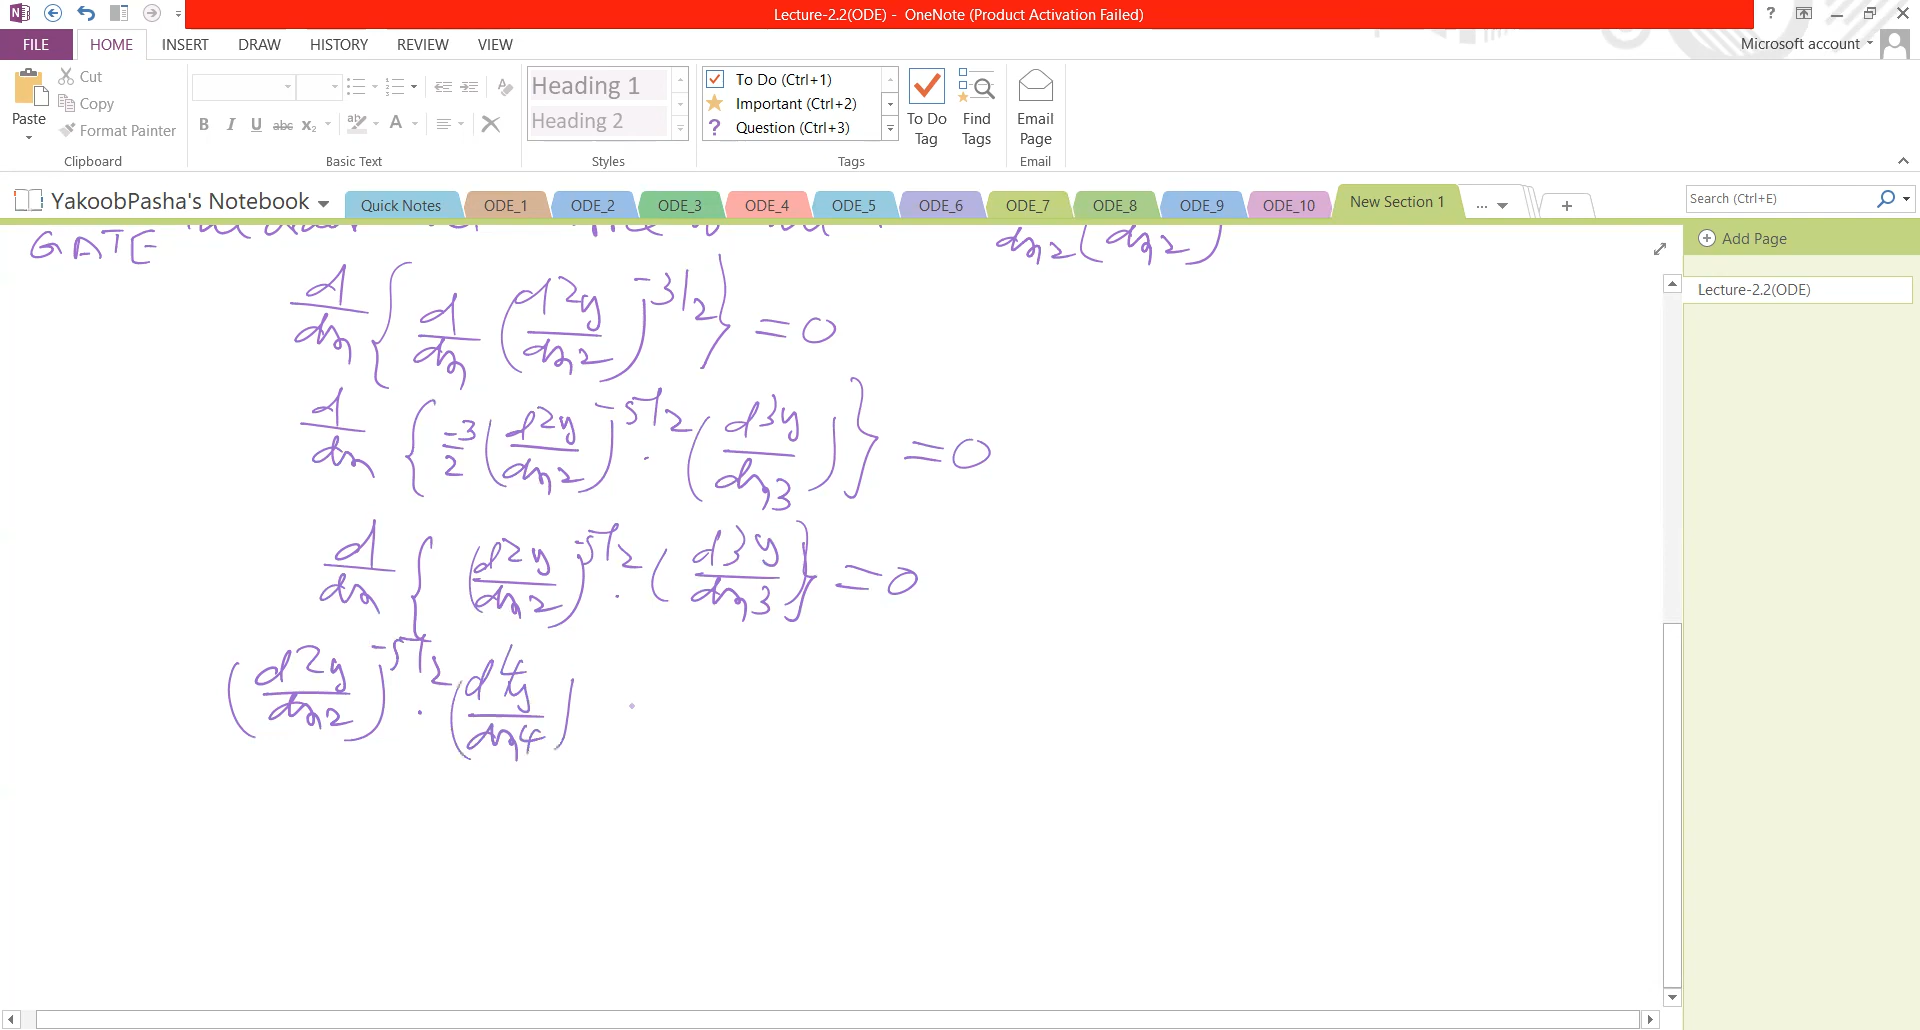 Lecture-2.2(ODE) - OneNote (Product Activation Failed)
FILE HOME INSERT DRAW HISTORY REVIEW VIEW
Microsoft account
Paste
Cut
Copy
Format Painter
Clipboard
B I U abc x₂ ab A
Basic Text
Heading 1
Heading 2
Styles
To Do (Ctrl+1)
Important (Ctrl+2)
Question (Ctrl+3)
Tags
To Do Tag
Find Tags
Email Page
Email
YakoobPasha's Notebook
Quick Notes ODE_1 ODE_2 ODE_3 ODE_4 ODE_5 ODE_6 ODE_7 ODE_8 ODE_9 ODE_10 New Section 1 ...
Search (Ctrl+E)
Add Page
Lecture-2.2(ODE)
GATE dx2 (dx2)
d/dx { d/dx (d2y/dx2)^-3/2 } = 0
d/dx { -3/2 (d2y/dx2)^-5/2 . (d3y/dx3) } = 0
d/dx { (d2y/dx2)^-5/2 . (d3y/dx3 } = 0
(d2y/dx2)^-5/2 . (d4y/dx4)